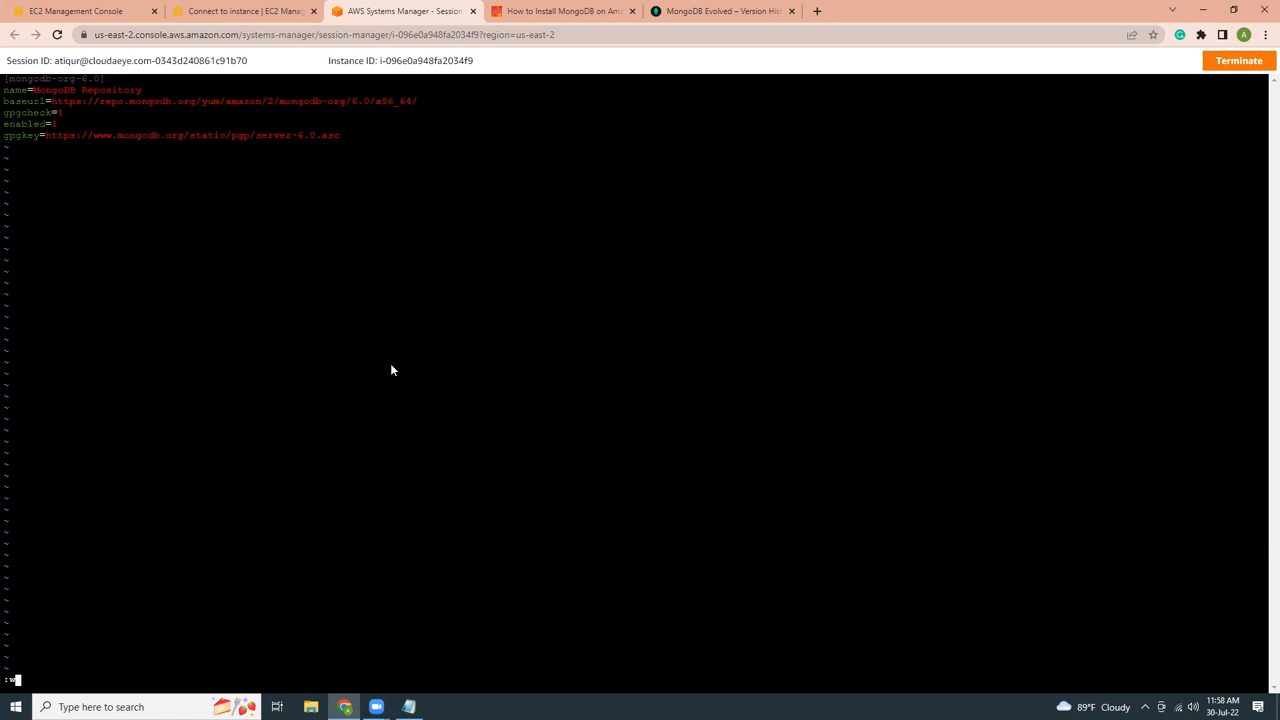 EC2 Management Console
Connect to instance | EC2 Manag
AWS Systems Manager - Session
How to Install MongoDB on Ama
MongoDB Evolved – Version Hist
us-east-2.console.aws.amazon.com/systems-manager/session-manager/i-096e0a948fa2034f9?region=us-east-2
Session ID: atiqur@cloudaeye.com-0343d240861c91b70
Instance ID: i-096e0a948fa2034f9
Terminate
[mongodb-org-6.0]
name=MongoDB Repository
baseurl=https://repo.mongodb.org/yum/amazon/2/mongodb-org/6.0/x86_64/
gpgcheck=1
enabled=1
gpgkey=https://www.mongodb.org/static/pgp/server-6.0.asc
:w
Type here to search
89°F Cloudy
11:58 AM
30-Jul-22